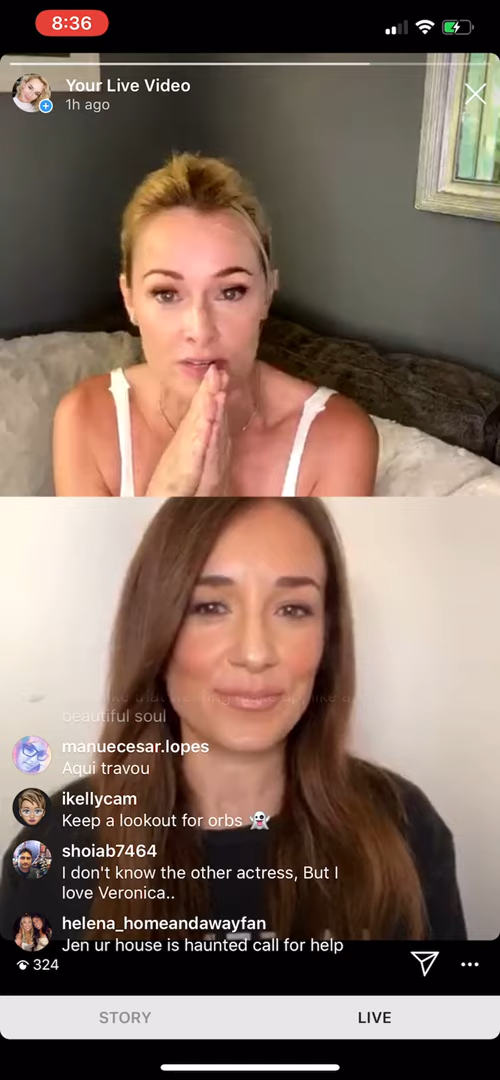 8:36
Your Live Video
1h ago
beautiful soul
manuecesar.lopes
Aqui travou
ikellycam
Keep a lookout for orbs 👻
shoiab7464
I don't know the other actress, But I
love Veronica..
helena_homeandawayfan
Jen ur house is haunted call for help
324
STORY
LIVE